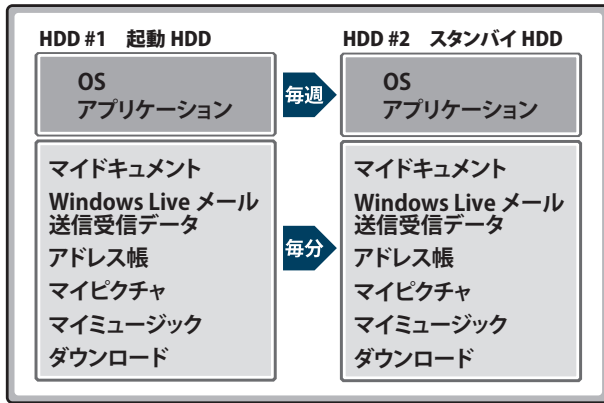 HDD #1 起動 HDD
OS
アプリケーション
マイドキュメント
Windows Live メール
送信受信データ
アドレス帳
マイピクチャ
マイミュージック
ダウンロード
毎週
毎分
HDD #2 スタンバイ HDD
OS
アプリケーション
マイドキュメント
Windows Live メール
送信受信データ
アドレス帳
マイピクチャ
マイミュージック
ダウンロード